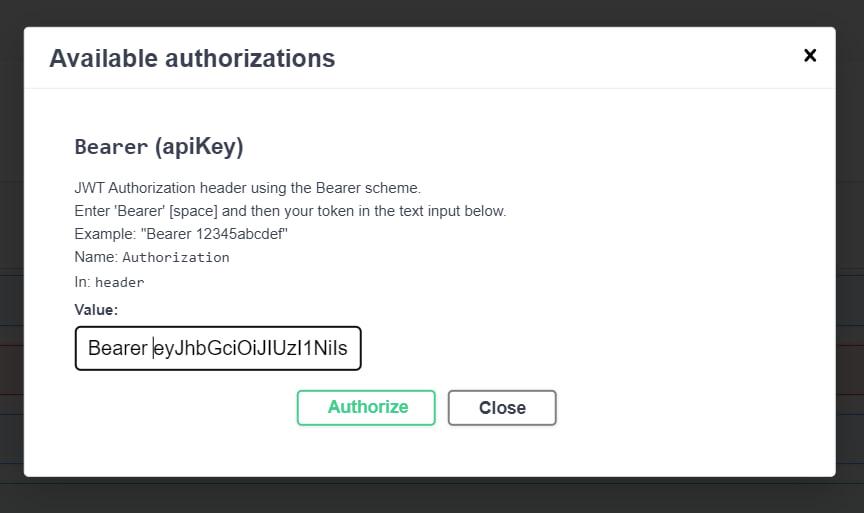 Available authorizations
Bearer (apiKey)
JWT Authorization header using the Bearer scheme.
Enter 'Bearer' [space] and then your token in the text input below.
Example: "Bearer 12345abcdef"
Name: Authorization
In: header
Value:
Bearer eyJhbGciOiJIUzI1NiIs
Authorize Close